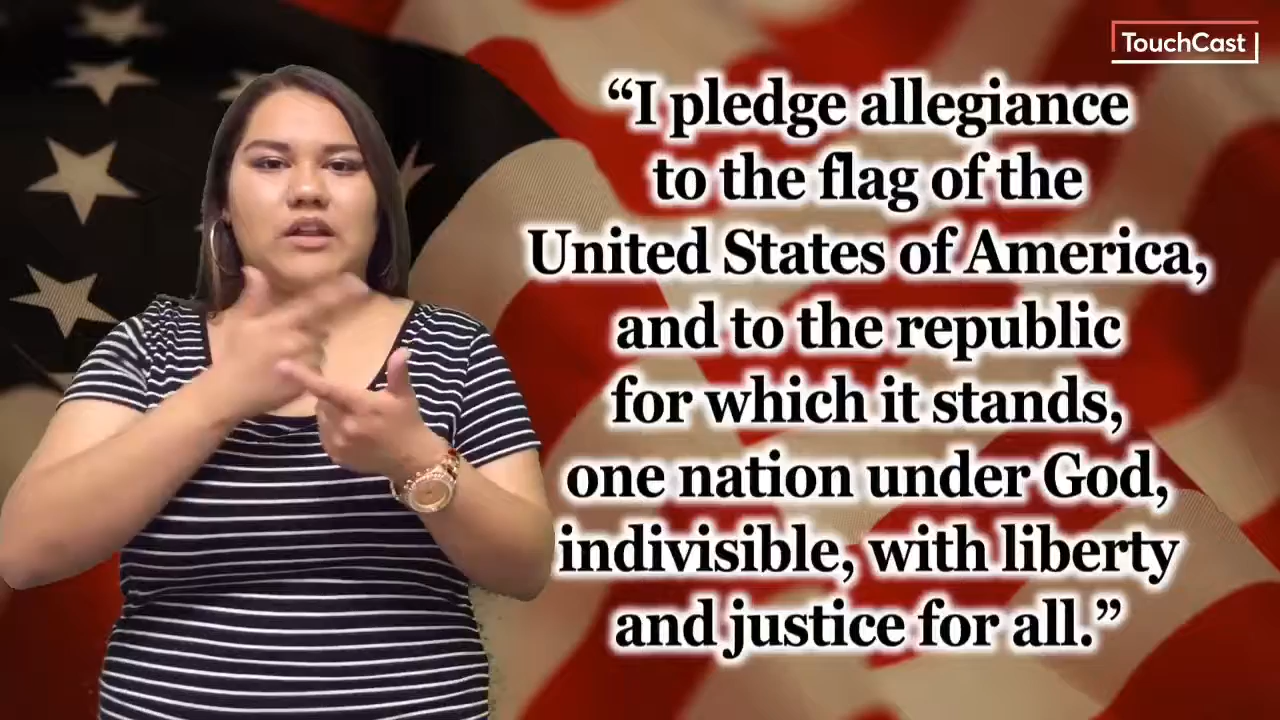 TouchCast
“I pledge allegiance
to the flag of the
United States of America,
and to the republic
for which it stands,
one nation under God,
indivisible, with liberty
and justice for all.”